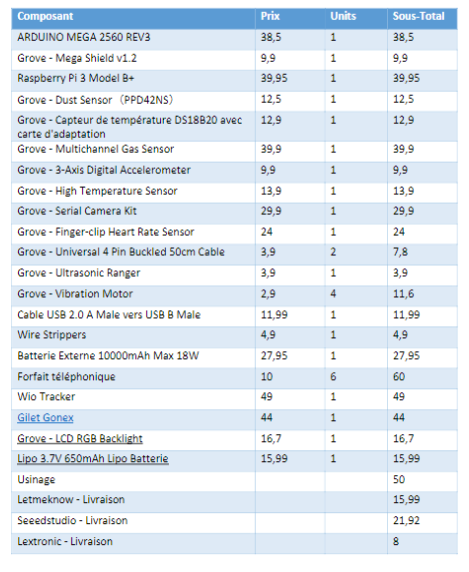 Composant Prix Units Sous-Total
ARDUINO MEGA 2560 REV3 38,5 1 38,5
Grove - Mega Shield v1.2 9,9 1 9,9
Raspberry Pi 3 Model B+ 39,95 1 39,95
Grove - Dust Sensor（PPD42NS） 12,5 1 12,5
Grove - Capteur de température DS18B20 avec
carte d'adaptation 12,9 1 12,9
Grove - Multichannel Gas Sensor 39,9 1 39,9
Grove - 3-Axis Digital Accelerometer 9,9 1 9,9
Grove - High Temperature Sensor 13,9 1 13,9
Grove - Serial Camera Kit 29,9 1 29,9
Grove - Finger-clip Heart Rate Sensor 24 1 24
Grove - Universal 4 Pin Buckled 50cm Cable 3,9 2 7,8
Grove - Ultrasonic Ranger 3,9 1 3,9
Grove - Vibration Motor 2,9 4 11,6
Cable USB 2.0 A Male vers USB B Male 11,99 1 11,99
Wire Strippers 4,9 1 4,9
Batterie Externe 10000mAh Max 18W 27,95 1 27,95
Forfait téléphonique 10 6 60
Wio Tracker 49 1 49
Gilet Gonex 44 1 44
Grove - LCD RGB Backlight 16,7 1 16,7
Lipo 3.7V 650mAh Lipo Batterie 15,99 1 15,99
Usinage 50
Letmeknow - Livraison 15,99
Seeedstudio - Livraison 21,92
Lextronic - Livraison 8